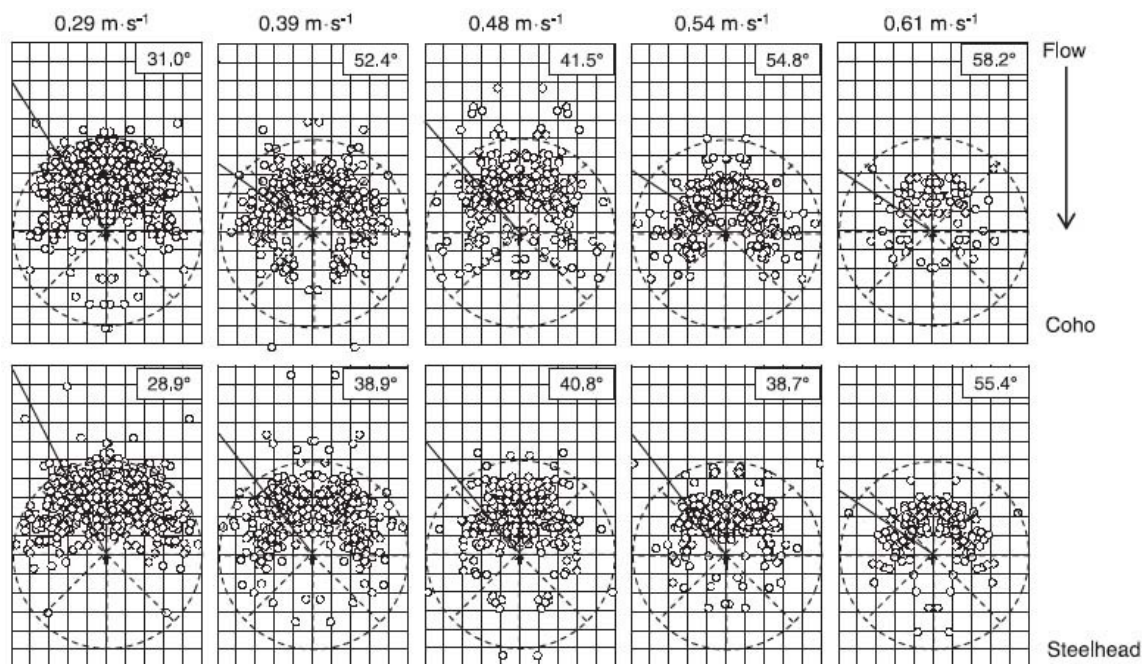 0,29 m·s⁻¹ 0,39 m·s⁻¹ 0,48 m·s⁻¹ 0,54 m·s⁻¹ 0,61 m·s⁻¹
31,0° 52.4° 41.5° 54.8° 58.2° Flow
Coho
28,9° 38,9° 40.8° 38,7° 55.4°
Steelhead